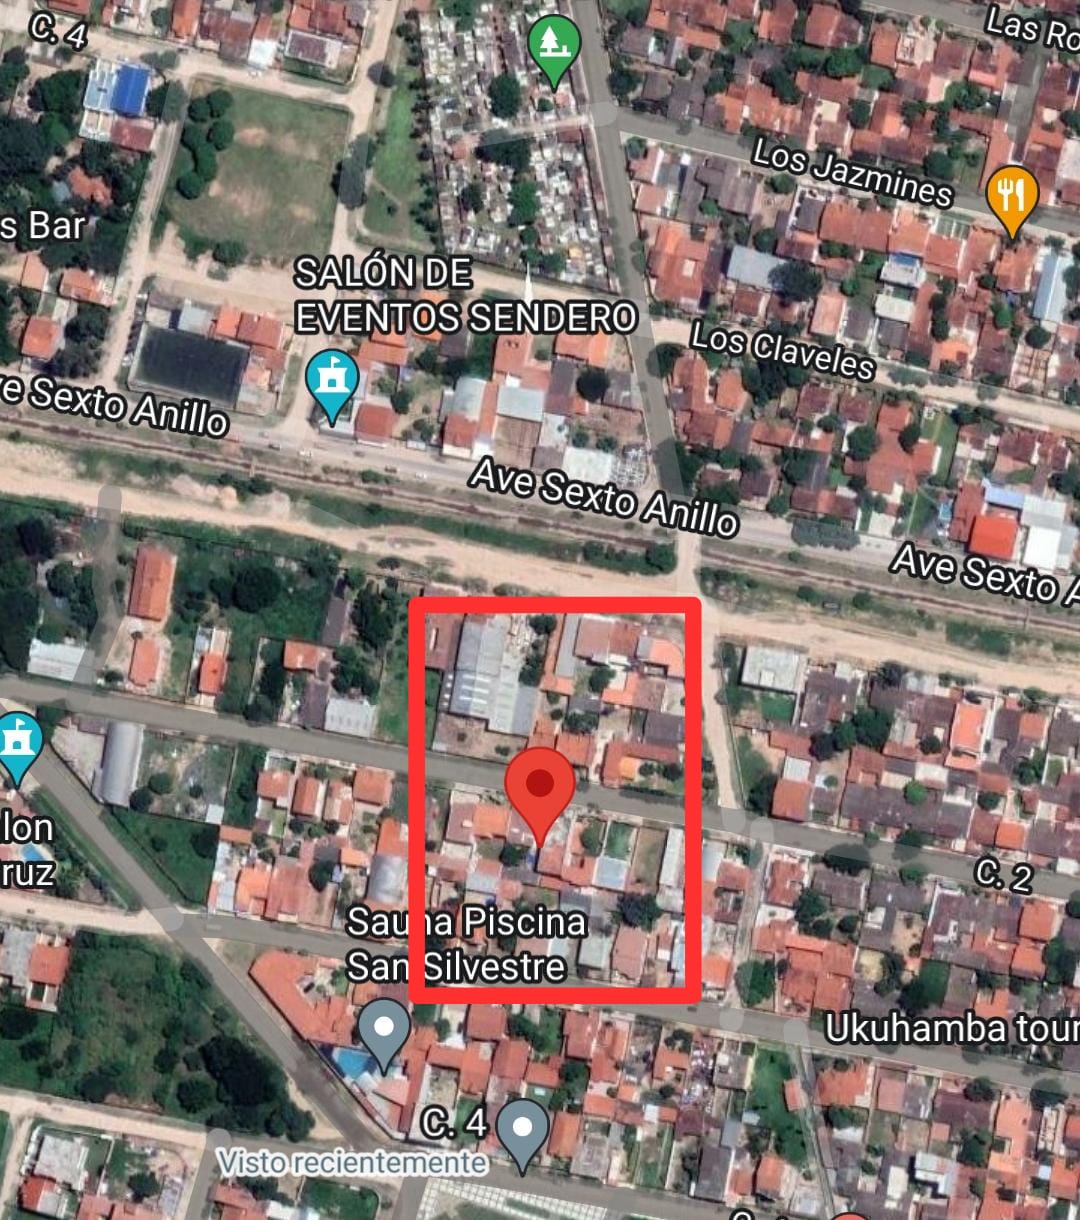 C. 4
Las Ro
Los Jazmines
s Bar
SALÓN DE
EVENTOS SENDERO
Los Claveles
ve Sexto Anillo
Ave Sexto Anillo
Ave Sexto A
lon
ruz
C. 2
Sauna Piscina
San Silvestre
Ukuhamba tour
C. 4
Visto recientemente